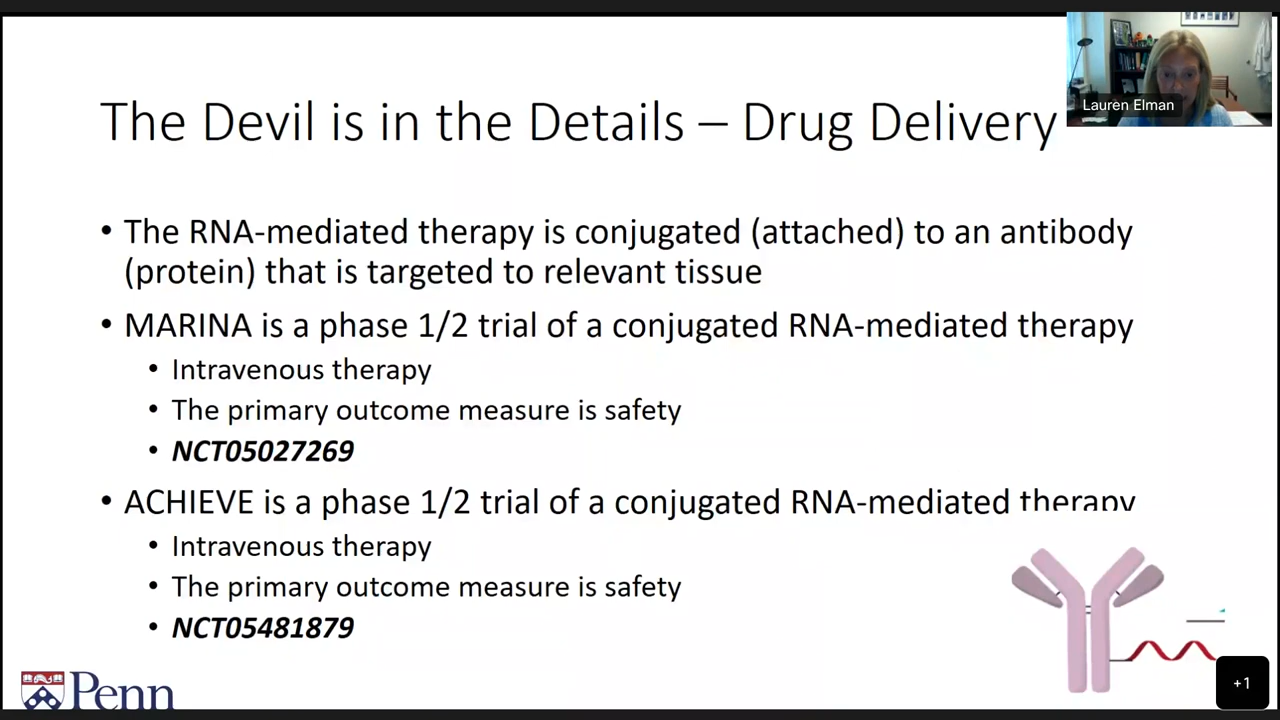 Lauren Elman
The Devil is in the Details – Drug Delivery
• The RNA-mediated therapy is conjugated (attached) to an antibody
(protein) that is targeted to relevant tissue
• MARINA is a phase 1/2 trial of a conjugated RNA-mediated therapy
• Intravenous therapy
• The primary outcome measure is safety
• NCT05027269
• ACHIEVE is a phase 1/2 trial of a conjugated RNA-mediated therapy
• Intravenous therapy
• The primary outcome measure is safety
• NCT05481879
Penn
+1